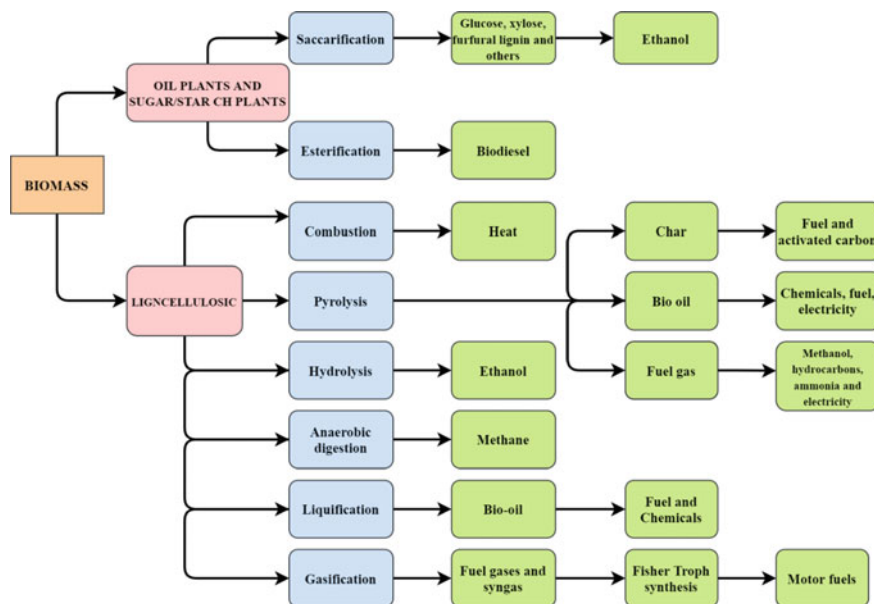 Saccarification
Glucose, xylose,
furfural lignin and
others
Ethanol
OIL PLANTS AND
SUGAR/STAR CH PLANTS
Esterification
Biodiesel
BIOMASS
Combustion
Heat
Char
Fuel and
activated carbon
LIGNCELLULOSIC
Pyrolysis
Bio oil
Chemicals, fuel,
electricity
Hydrolysis
Ethanol
Fuel gas
Methanol,
hydrocarbons,
ammonia and
electricity
Anaerobic
digestion
Methane
Liquification
Bio-oil
Fuel and
Chemicals
Gasification
Fuel gases and
syngas
Fisher Troph
synthesis
Motor fuels